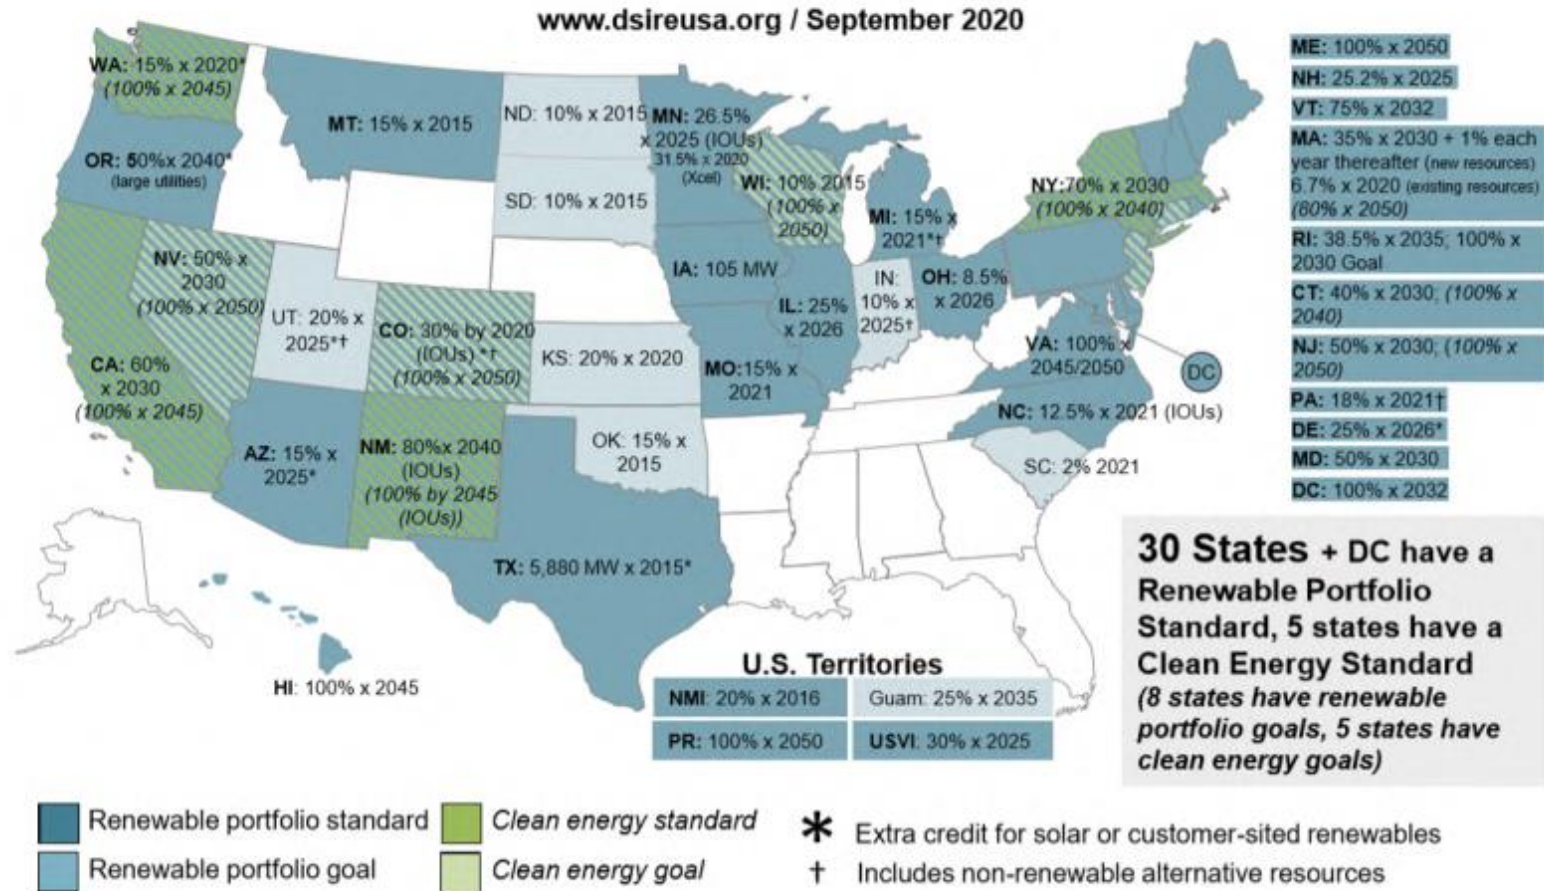 www.dsireusa.org / September 2020
WA: 15% x 2020*
(100% x 2045)
OR: 50%x 2040*
(large utilities)
MT: 15% x 2015
ND: 10% x 2015
SD: 10% x 2015
MN: 26.5%
x 2025 (IOUs)
31.5% x 2020
(Xcel)
WI: 10% 2015
(100% x
2050)
MI: 15% x
2021*†
NY:70% x 2030
(100% x 2040)
NV: 50% x
2030
(100% x 2050)
UT: 20% x
2025*†
CO: 30% by 2020
(IOUs) *†
(100% x 2050)
CA: 60%
x 2030
(100% x 2045)
IA: 105 MW
IL: 25%
x 2026
IN:
10% x
2025†
OH: 8.5%
x 2026
KS: 20% x 2020
MO:15% x
2021
VA: 100% x
2045/2050
DC
NC: 12.5% x 2021 (IOUs)
AZ: 15% x
2025*
NM: 80%x 2040
(IOUs)
(100% by 2045
(IOUs))
OK: 15% x
2015
SC: 2% 2021
TX: 5,880 MW x 2015*
HI: 100% x 2045
ME: 100% x 2050
NH: 25.2% x 2025
VT: 75% x 2032
MA: 35% x 2030 + 1% each
year thereafter (new resources)
6.7% x 2020 (existing resources)
(80% x 2050)
RI: 38.5% x 2035; 100% x
2030 Goal
CT: 40% x 2030; (100% x
2040)
NJ: 50% x 2030; (100% x
2050)
PA: 18% x 2021†
DE: 25% x 2026*
MD: 50% x 2030
DC: 100% x 2032
30 States + DC have a
Renewable Portfolio
Standard, 5 states have a
Clean Energy Standard
(8 states have renewable
portfolio goals, 5 states have
clean energy goals)
U.S. Territories
NMI: 20% x 2016
Guam: 25% x 2035
PR: 100% x 2050
USVI: 30% x 2025
Renewable portfolio standard
Clean energy standard
* Extra credit for solar or customer-sited renewables
Renewable portfolio goal
Clean energy goal
† Includes non-renewable alternative resources